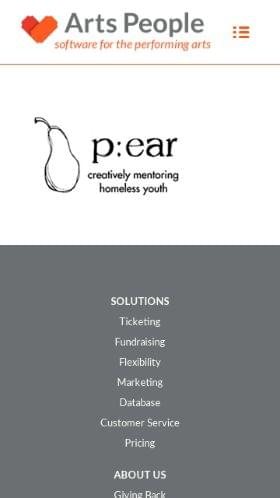 Arts People
software for the performing arts
p:ear
creatively mentoring
homeless youth
SOLUTIONS
Ticketing
Fundraising
Flexibility
Marketing
Database
Customer Service
Pricing
ABOUT US
Giving Back